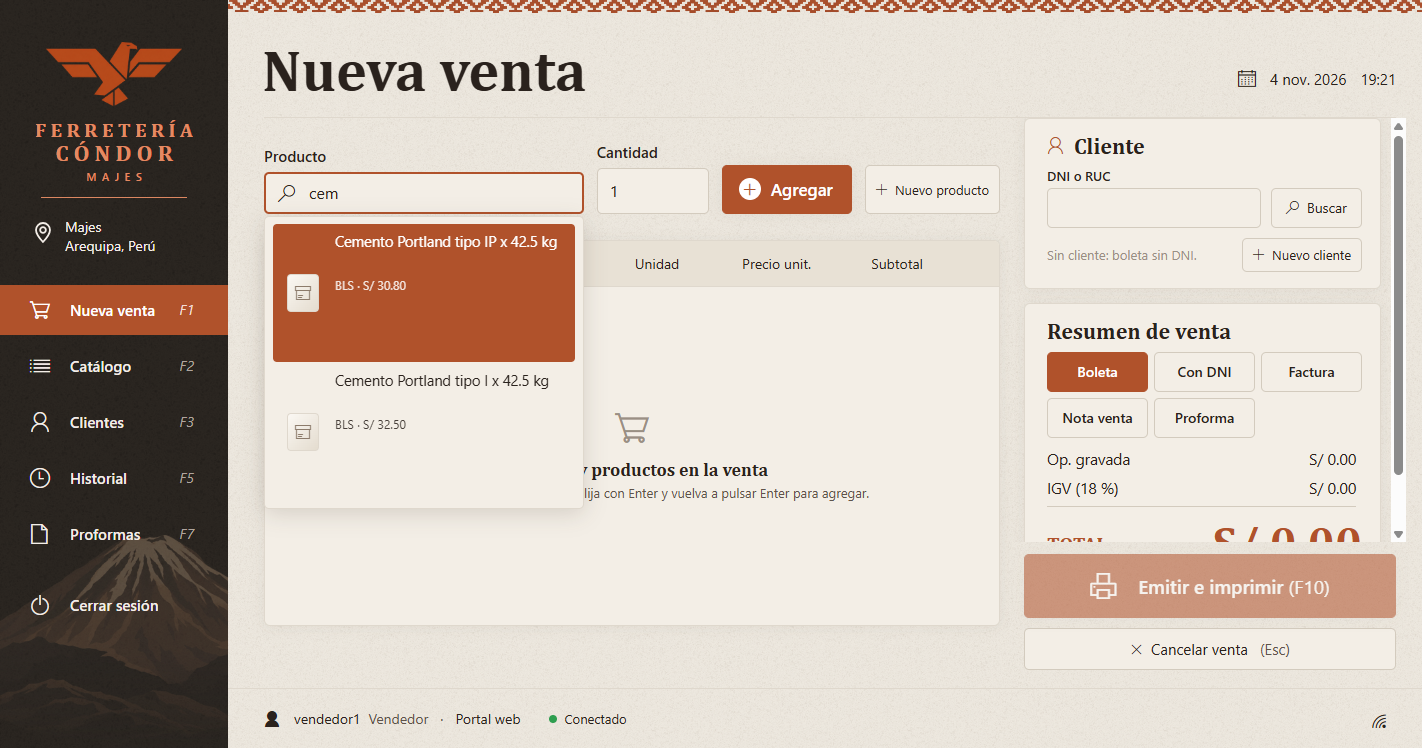 FERRETERÍA
CÓNDOR
MAJES
Majes
Arequipa, Perú
Nueva venta F1
Catálogo F2
Clientes F3
Historial F5
Proformas F7
Cerrar sesión
Nueva venta
4 nov. 2026 19:21
Producto
cem
Cantidad
1
Agregar
Nuevo producto
Cemento Portland tipo IP x 42.5 kg
BLS · S/ 30.80
Cemento Portland tipo I x 42.5 kg
BLS · S/ 32.50
Unidad Precio unit. Subtotal
productos en la venta
con Enter y vuelva a pulsar Enter para agregar.
Cliente
DNI o RUC
Buscar
Sin cliente: boleta sin DNI.
Nuevo cliente
Resumen de venta
Boleta Con DNI Factura
Nota venta Proforma
Op. gravada S/ 0.00
IGV (18 %) S/ 0.00
TOTAL S/ 0.00
Emitir e imprimir (F10)
Cancelar venta (Esc)
vendedor1 Vendedor · Portal web Conectado